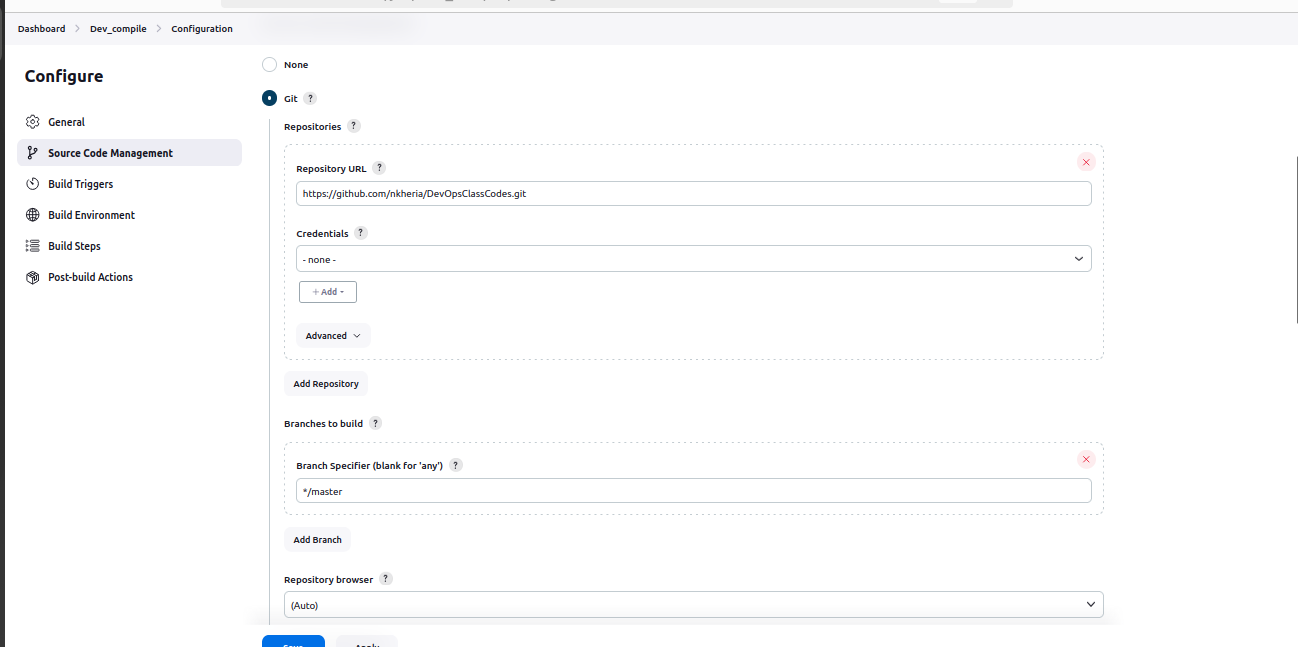 Dashboard > Dev_compile > Configuration
Configure
General
Source Code Management
Build Triggers
Build Environment
Build Steps
Post-build Actions
None
Git ?
Repositories ?
Repository URL ?
https://github.com/nkheria/DevOpsClassCodes.git
Credentials ?
- none -
+ Add
Advanced
Add Repository
Branches to build ?
Branch Specifier (blank for 'any') ?
*/master
Add Branch
Repository browser ?
(Auto)
Save
Apply